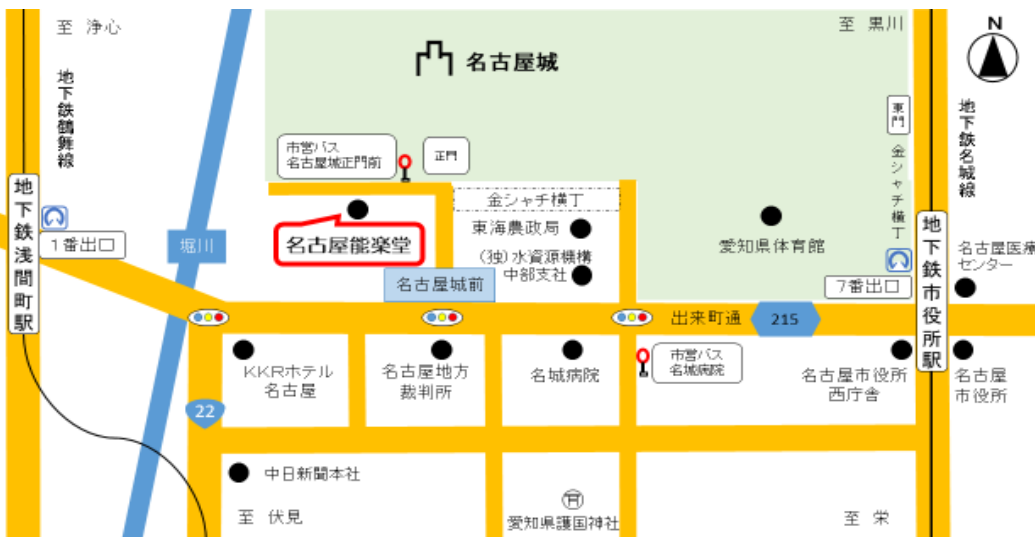 至 浄心
至 黒川
N
名古屋城
地下鉄鶴舞線
東門
地下鉄名城線
市営バス
名古屋城正門前
正門
金シャチ横丁
地下鉄浅間町駅
金シャチ横丁
1番出口
堀川
名古屋能楽堂
東海農政局
(独)水資源機構
中部支社
愛知県体育館
地下鉄市役所駅
名古屋医療
センター
名古屋城前
7番出口
出来町通
215
KKRホテル
名古屋
名古屋地方
裁判所
名城病院
市営バス
名城病院
名古屋市役所
西庁舎
名古屋
市役所
22
中日新聞本社
至 伏見
愛知県護国神社
至 栄